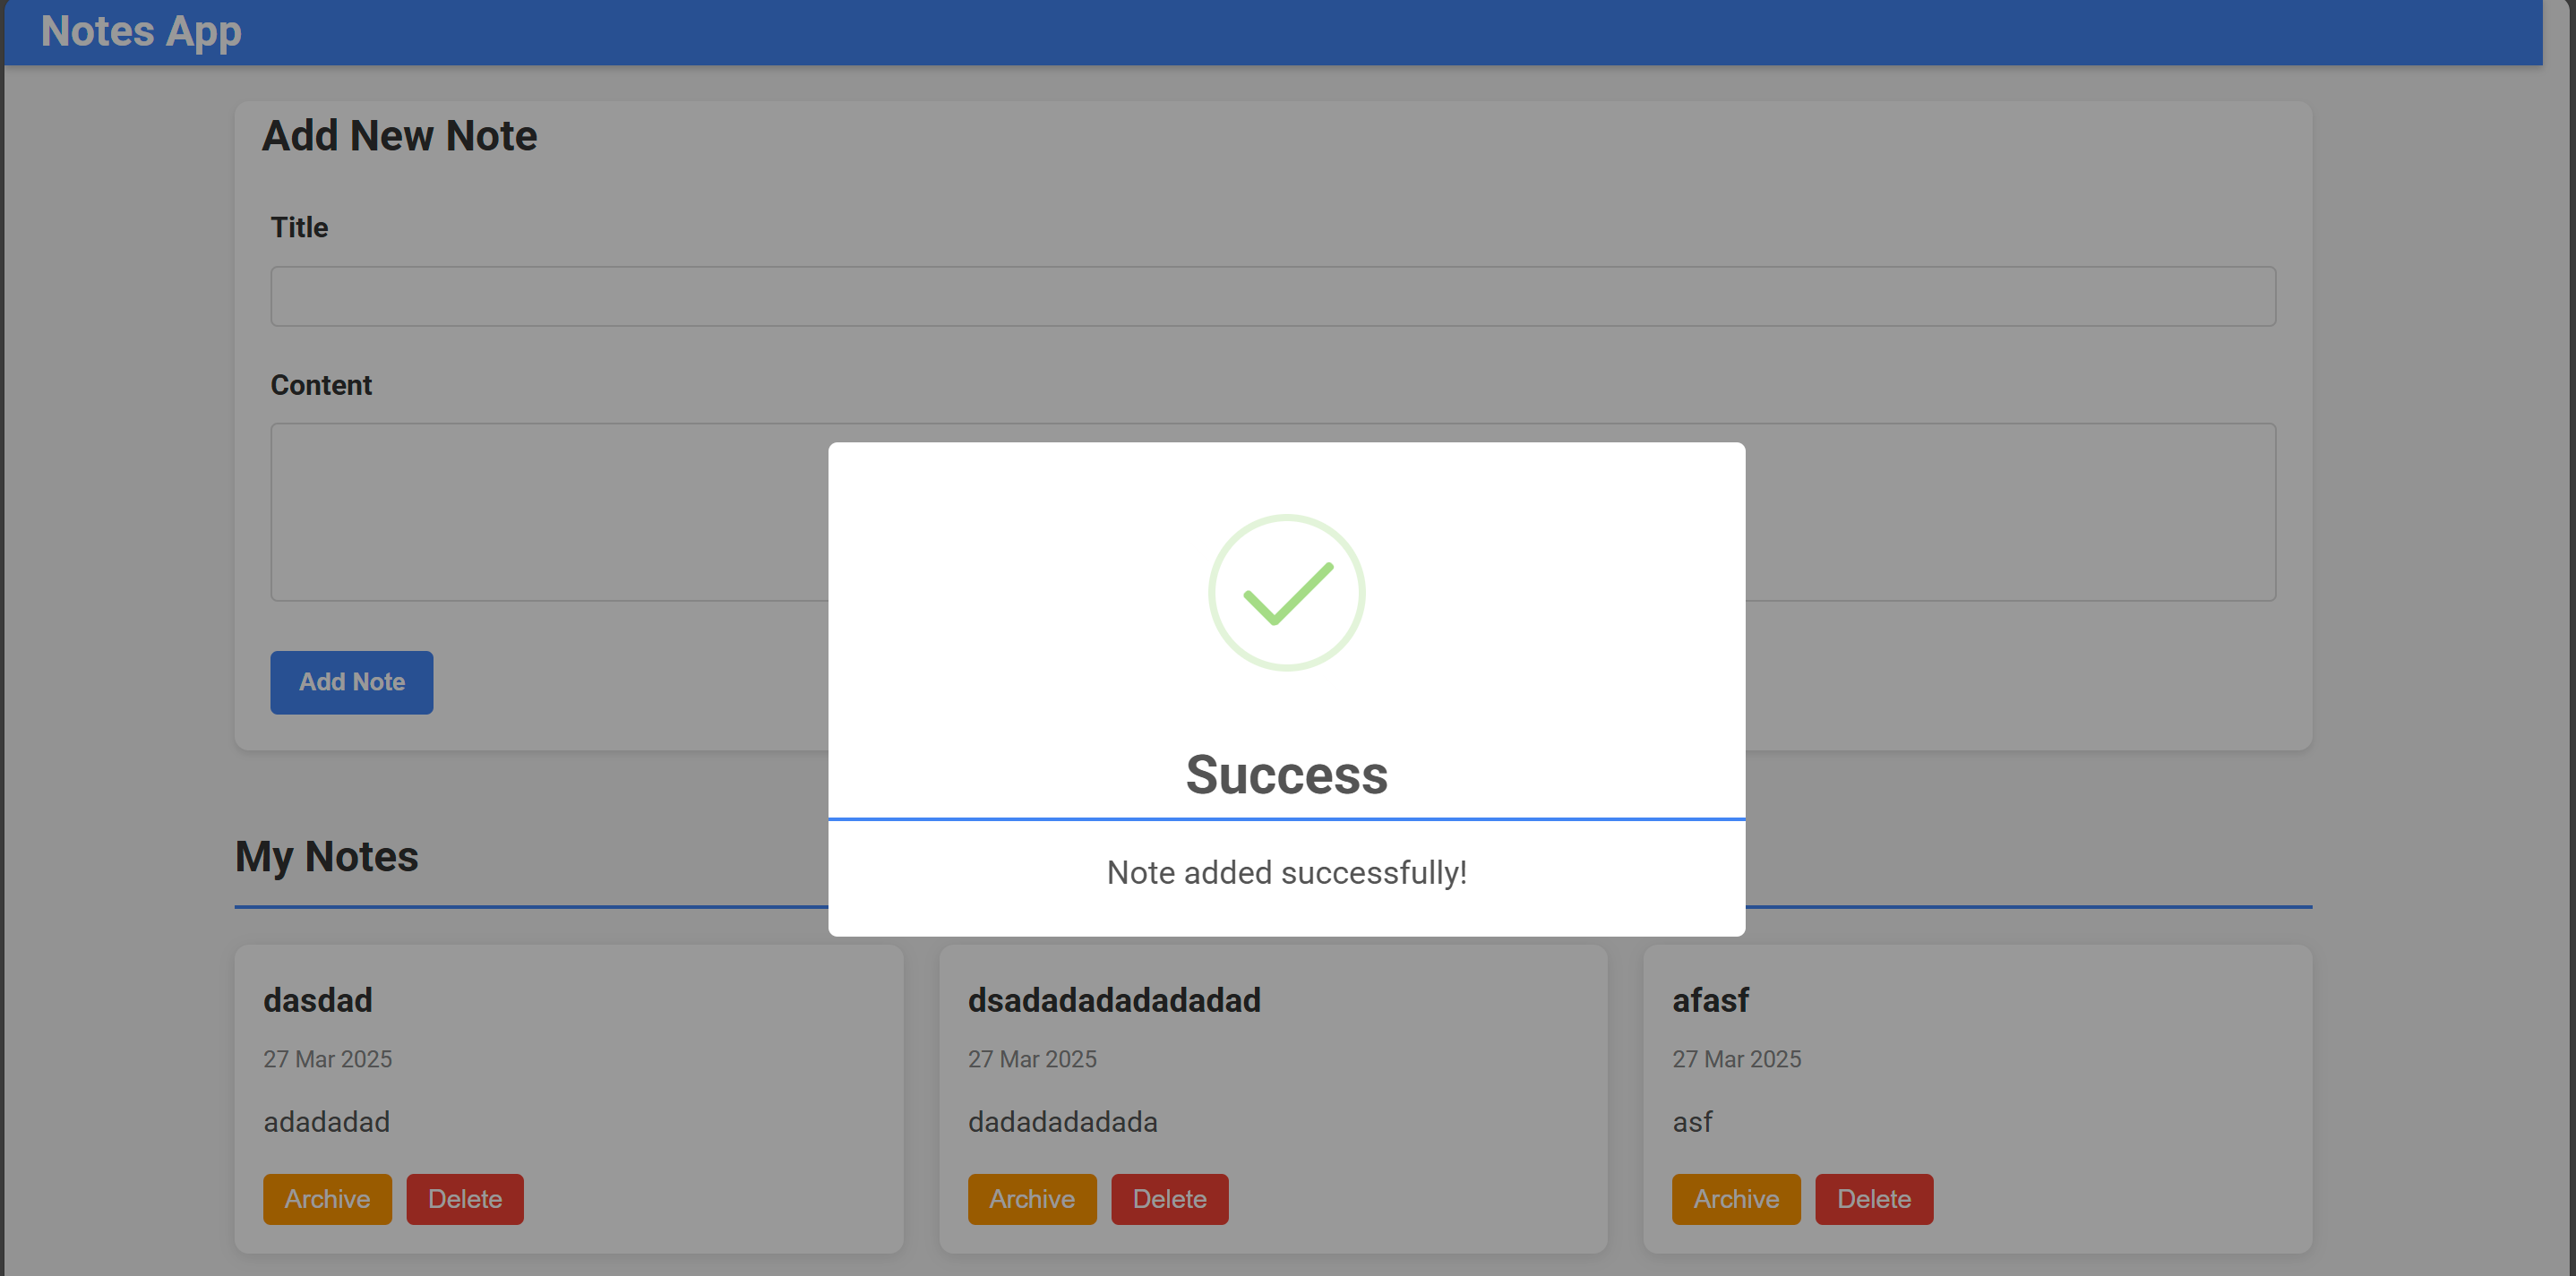 Notes App
Add New Note
Title
Content
Add Note
Success
Note added successfully!
My Notes
dasdad
27 Mar 2025
adadadad
Archive Delete
dsadadadadadadad
27 Mar 2025
dadadadadada
Archive Delete
afasf
27 Mar 2025
asf
Archive Delete